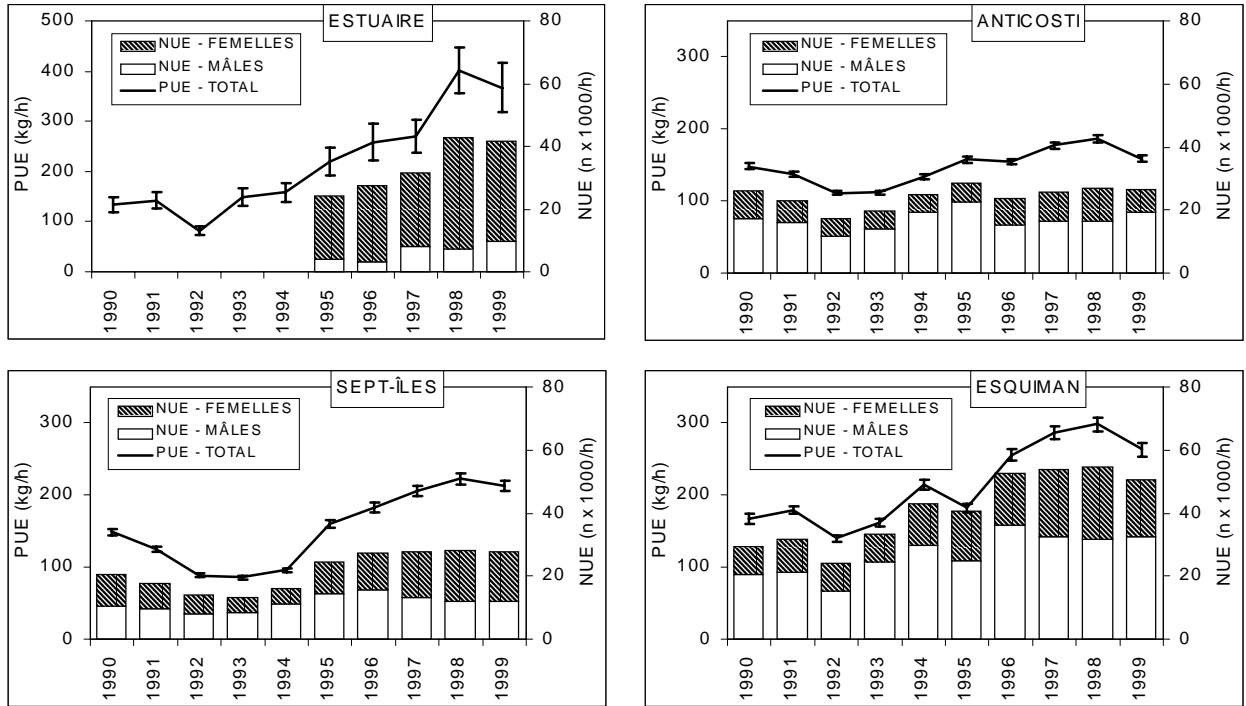 ESTUAIRE
NUE - FEMELLES
NUE - MÂLES
PUE - TOTAL
PUE (kg/h)
500
400
300
200
100
0
NUE (n x 1000/h)
80
60
40
20
0
1990 1991 1992 1993 1994 1995 1996 1997 1998 1999
ANTICOSTI
NUE - FEMELLES
NUE - MÂLES
PUE - TOTAL
PUE (kg/h)
300
200
100
0
NUE (n x 1000/h)
80
60
40
20
0
1990 1991 1992 1993 1994 1995 1996 1997 1998 1999
SEPT-ÎLES
NUE - FEMELLES
NUE - MÂLES
PUE - TOTAL
PUE (kg/h)
300
200
100
0
NUE (n x 1000/h)
80
60
40
20
0
1990 1991 1992 1993 1994 1995 1996 1997 1998 1999
ESQUIMAN
NUE - FEMELLES
NUE - MÂLES
PUE - TOTAL
PUE (kg/h)
300
200
100
0
NUE (n x 1000/h)
80
60
40
20
0
1990 1991 1992 1993 1994 1995 1996 1997 1998 1999